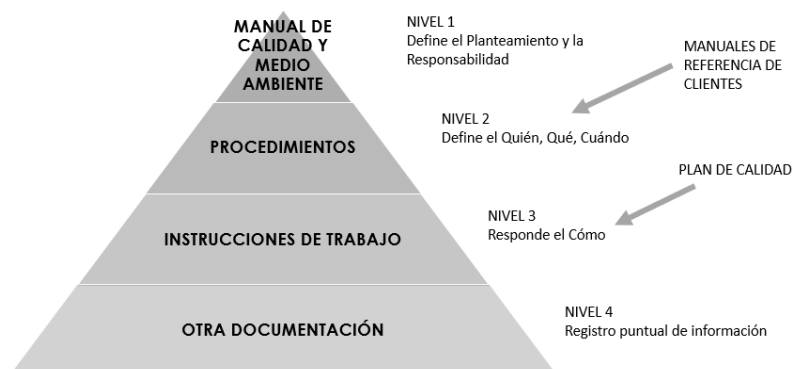 MANUAL DE
CALIDAD Y
MEDIO
AMBIENTE
NIVEL 1
Define el Planteamiento y la
Responsabilidad
MANUALES DE
REFERENCIA DE
CLIENTES
PROCEDIMIENTOS
NIVEL 2
Define el Quién, Qué, Cuándo
PLAN DE CALIDAD
INSTRUCCIONES DE TRABAJO
NIVEL 3
Responde el Cómo
OTRA DOCUMENTACIÓN
NIVEL 4
Registro puntual de información